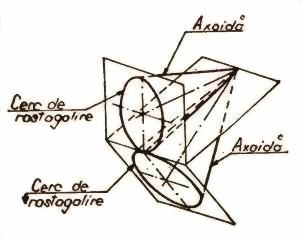 Axoidă
Cerc de
rostogolire
Axoidă
Cerc de
rostogolire